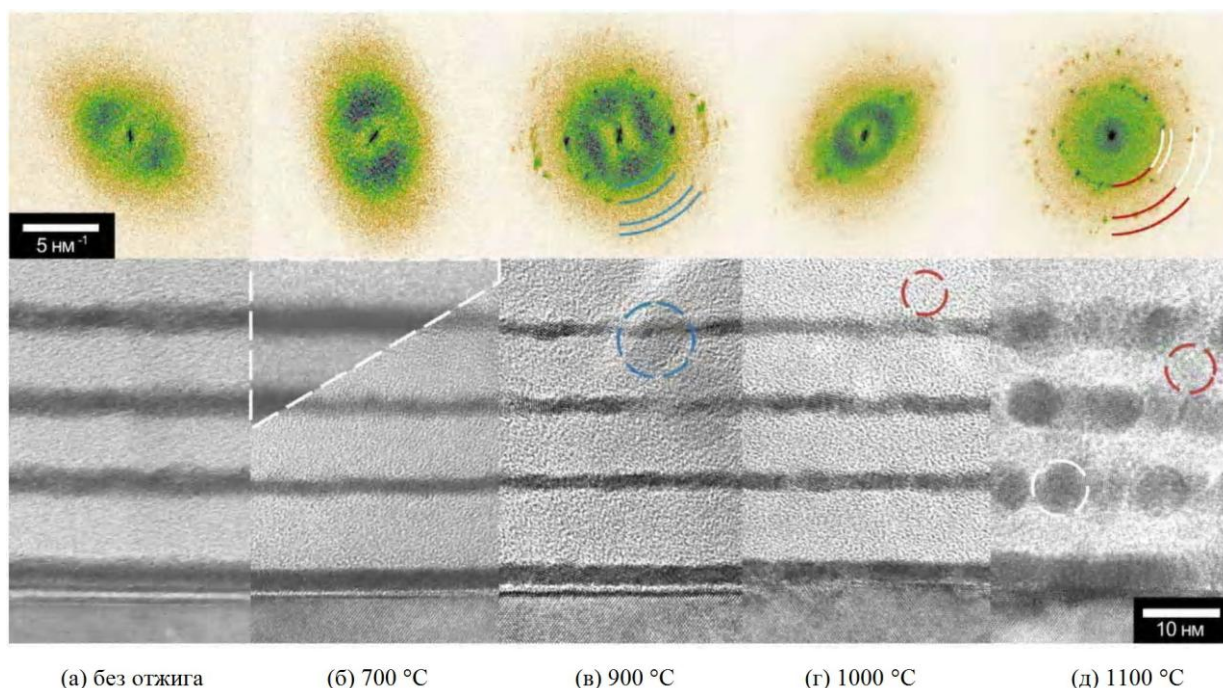 5 нм⁻¹
10 нм
(а) без отжига
(б) 700 °C
(в) 900 °C
(г) 1000 °C
(д) 1100 °C